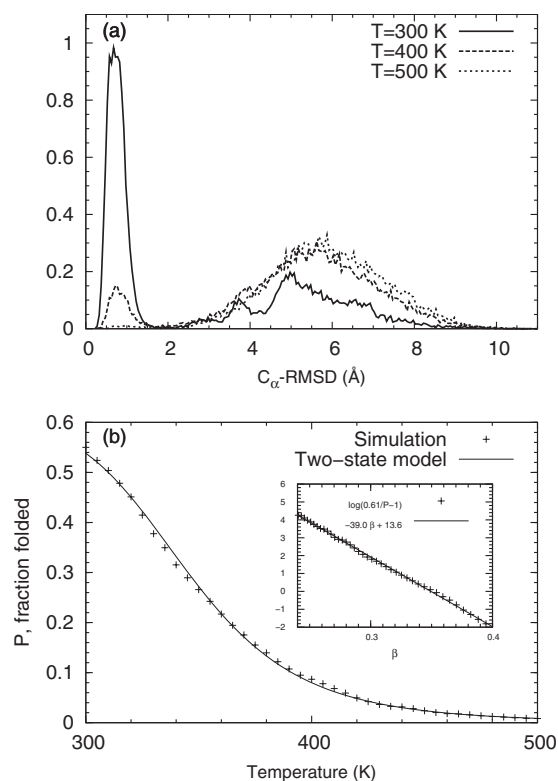 (a)
T=300 K
T=400 K
T=500 K
1
0.8
0.6
0.4
0.2
0
0 2 4 6 8 10
Cα-RMSD (Å)
(b)
Simulation
Two-state model
0.6
0.5
0.4
0.3
0.2
0.1
0
P, fraction folded
log(0.61/P-1)
-39.0 β + 13.6
6
5
4
3
2
1
0
-1
-2
0.3 0.4
β
300 400 500
Temperature (K)